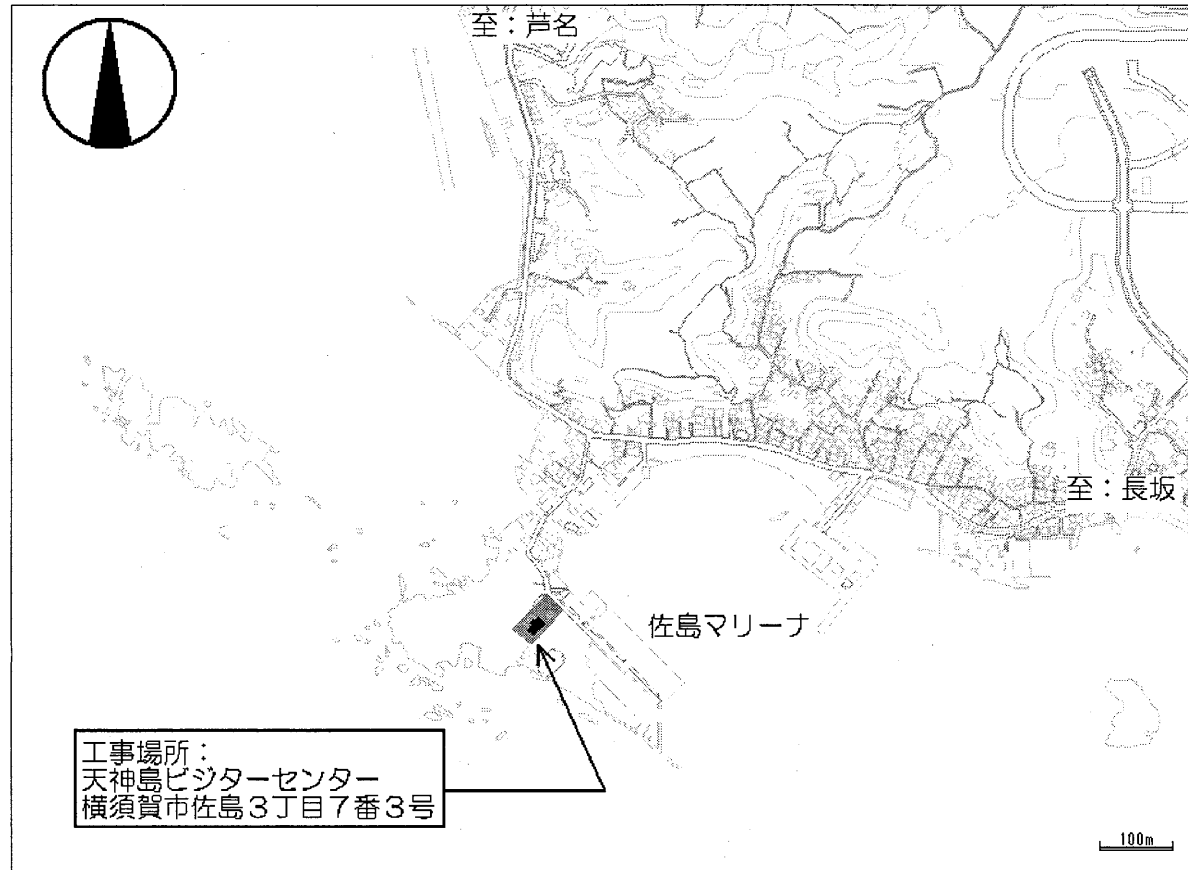 至：芦名
至：長坂
佐島マリーナ
工事場所：
天神島ビジターセンター
横須賀市佐島３丁目７番３号
100m